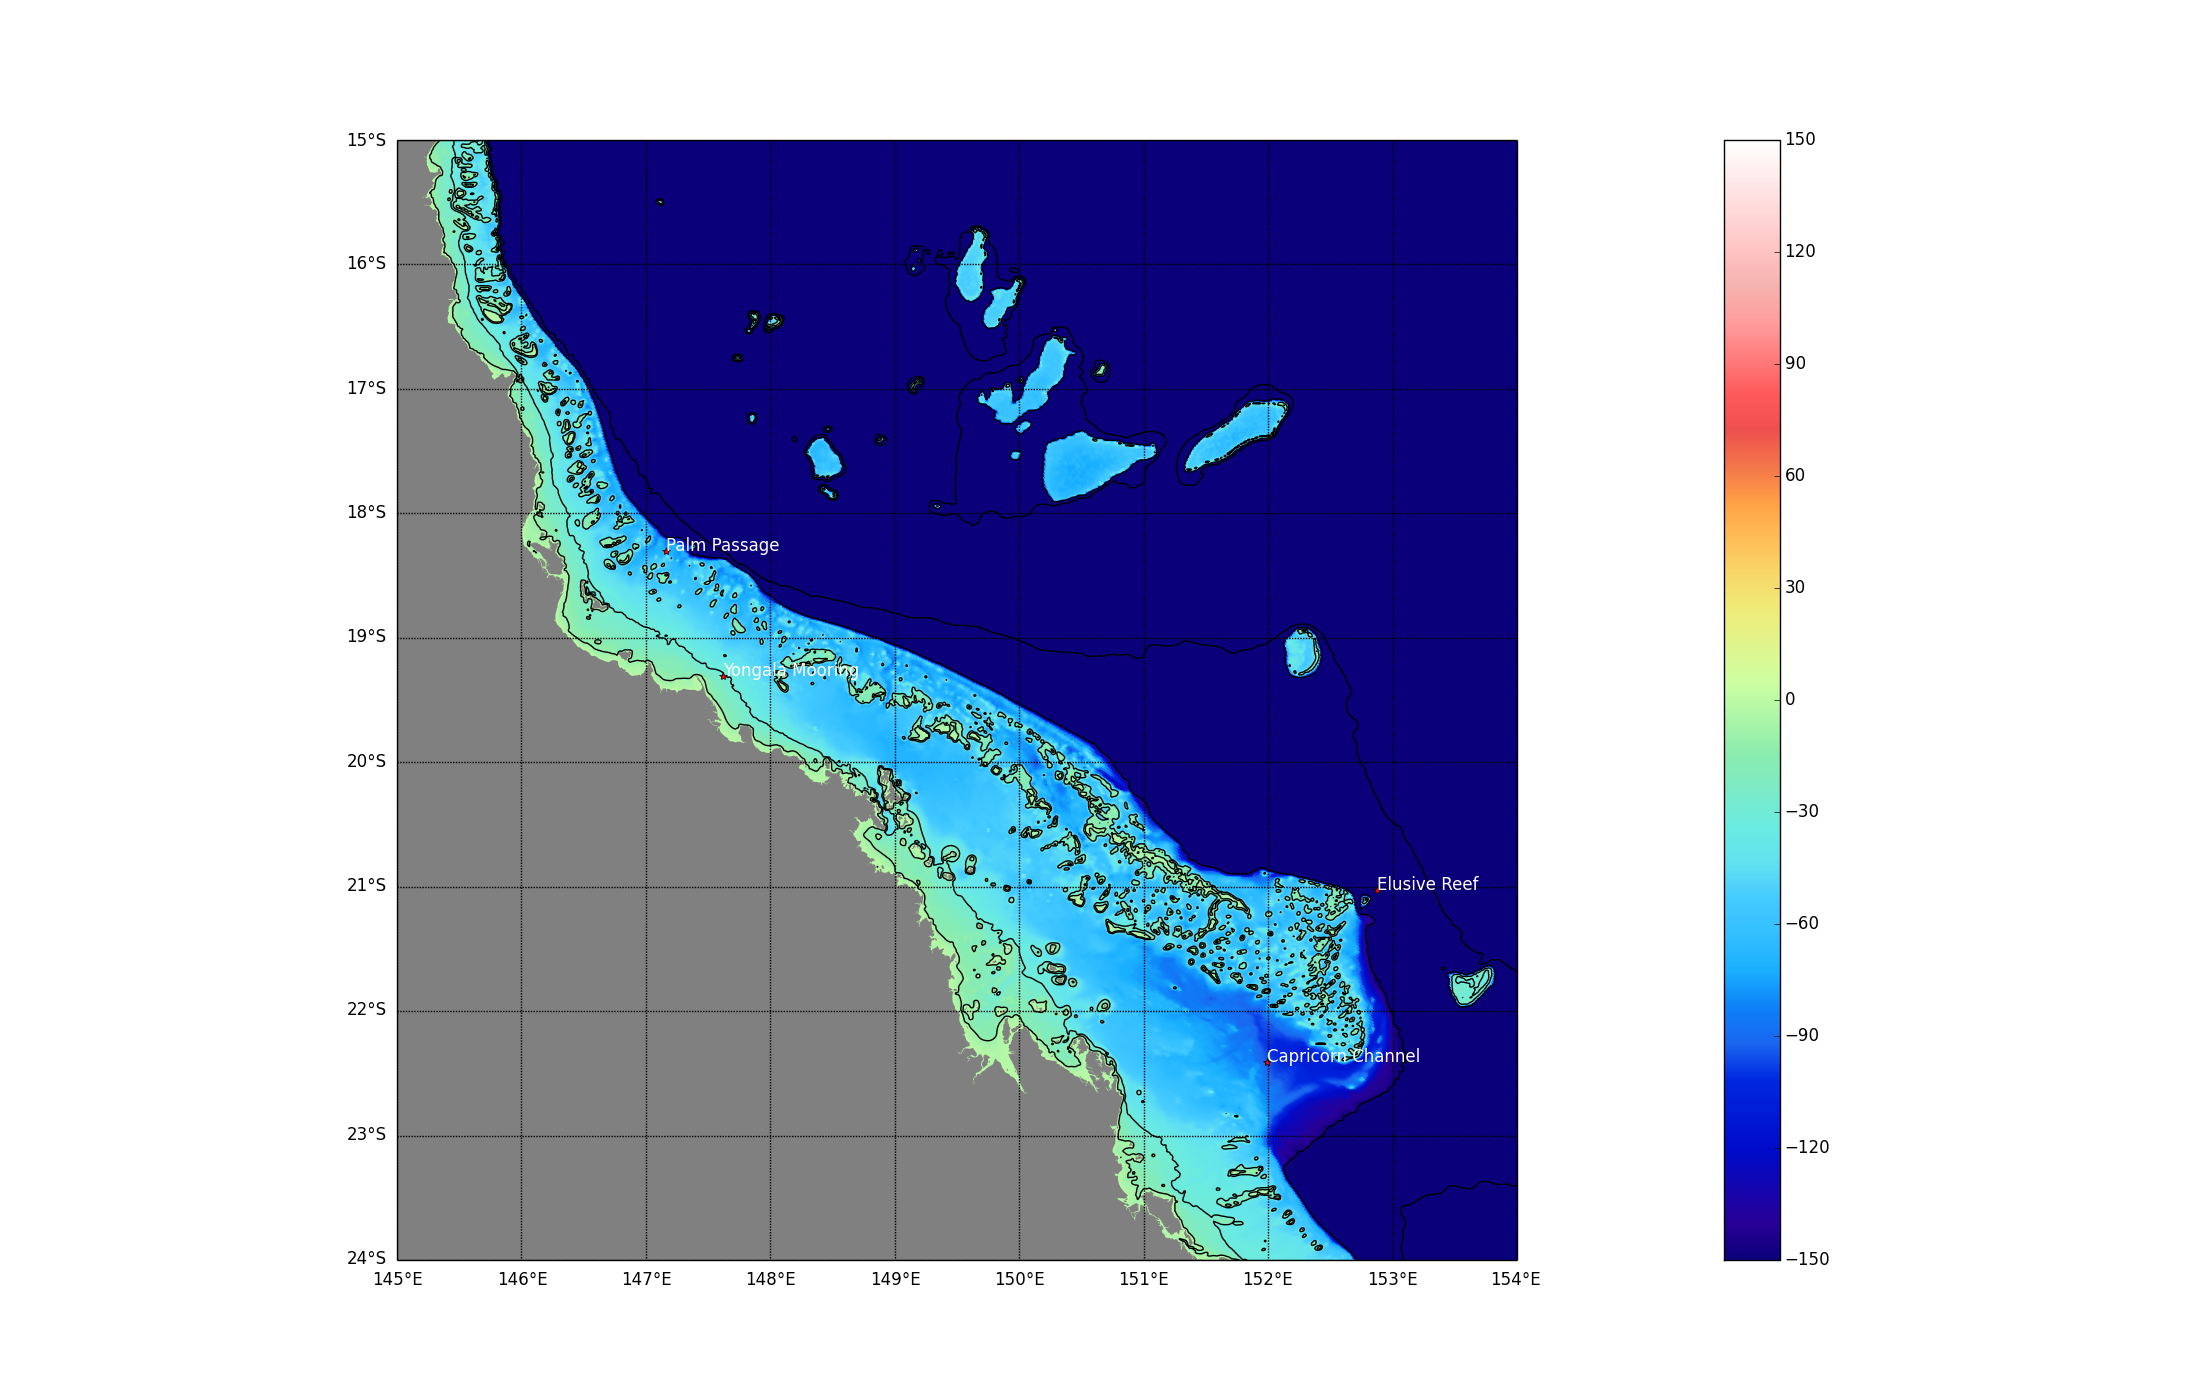 15°S
16°S
17°S
18°S
19°S
20°S
21°S
22°S
23°S
24°S
145°E 146°E 147°E 148°E 149°E 150°E 151°E 152°E 153°E 154°E
Palm Passage
Yongala Mooring
Elusive Reef
Capricorn Channel
150
120
90
60
30
0
−30
−60
−90
−120
−150